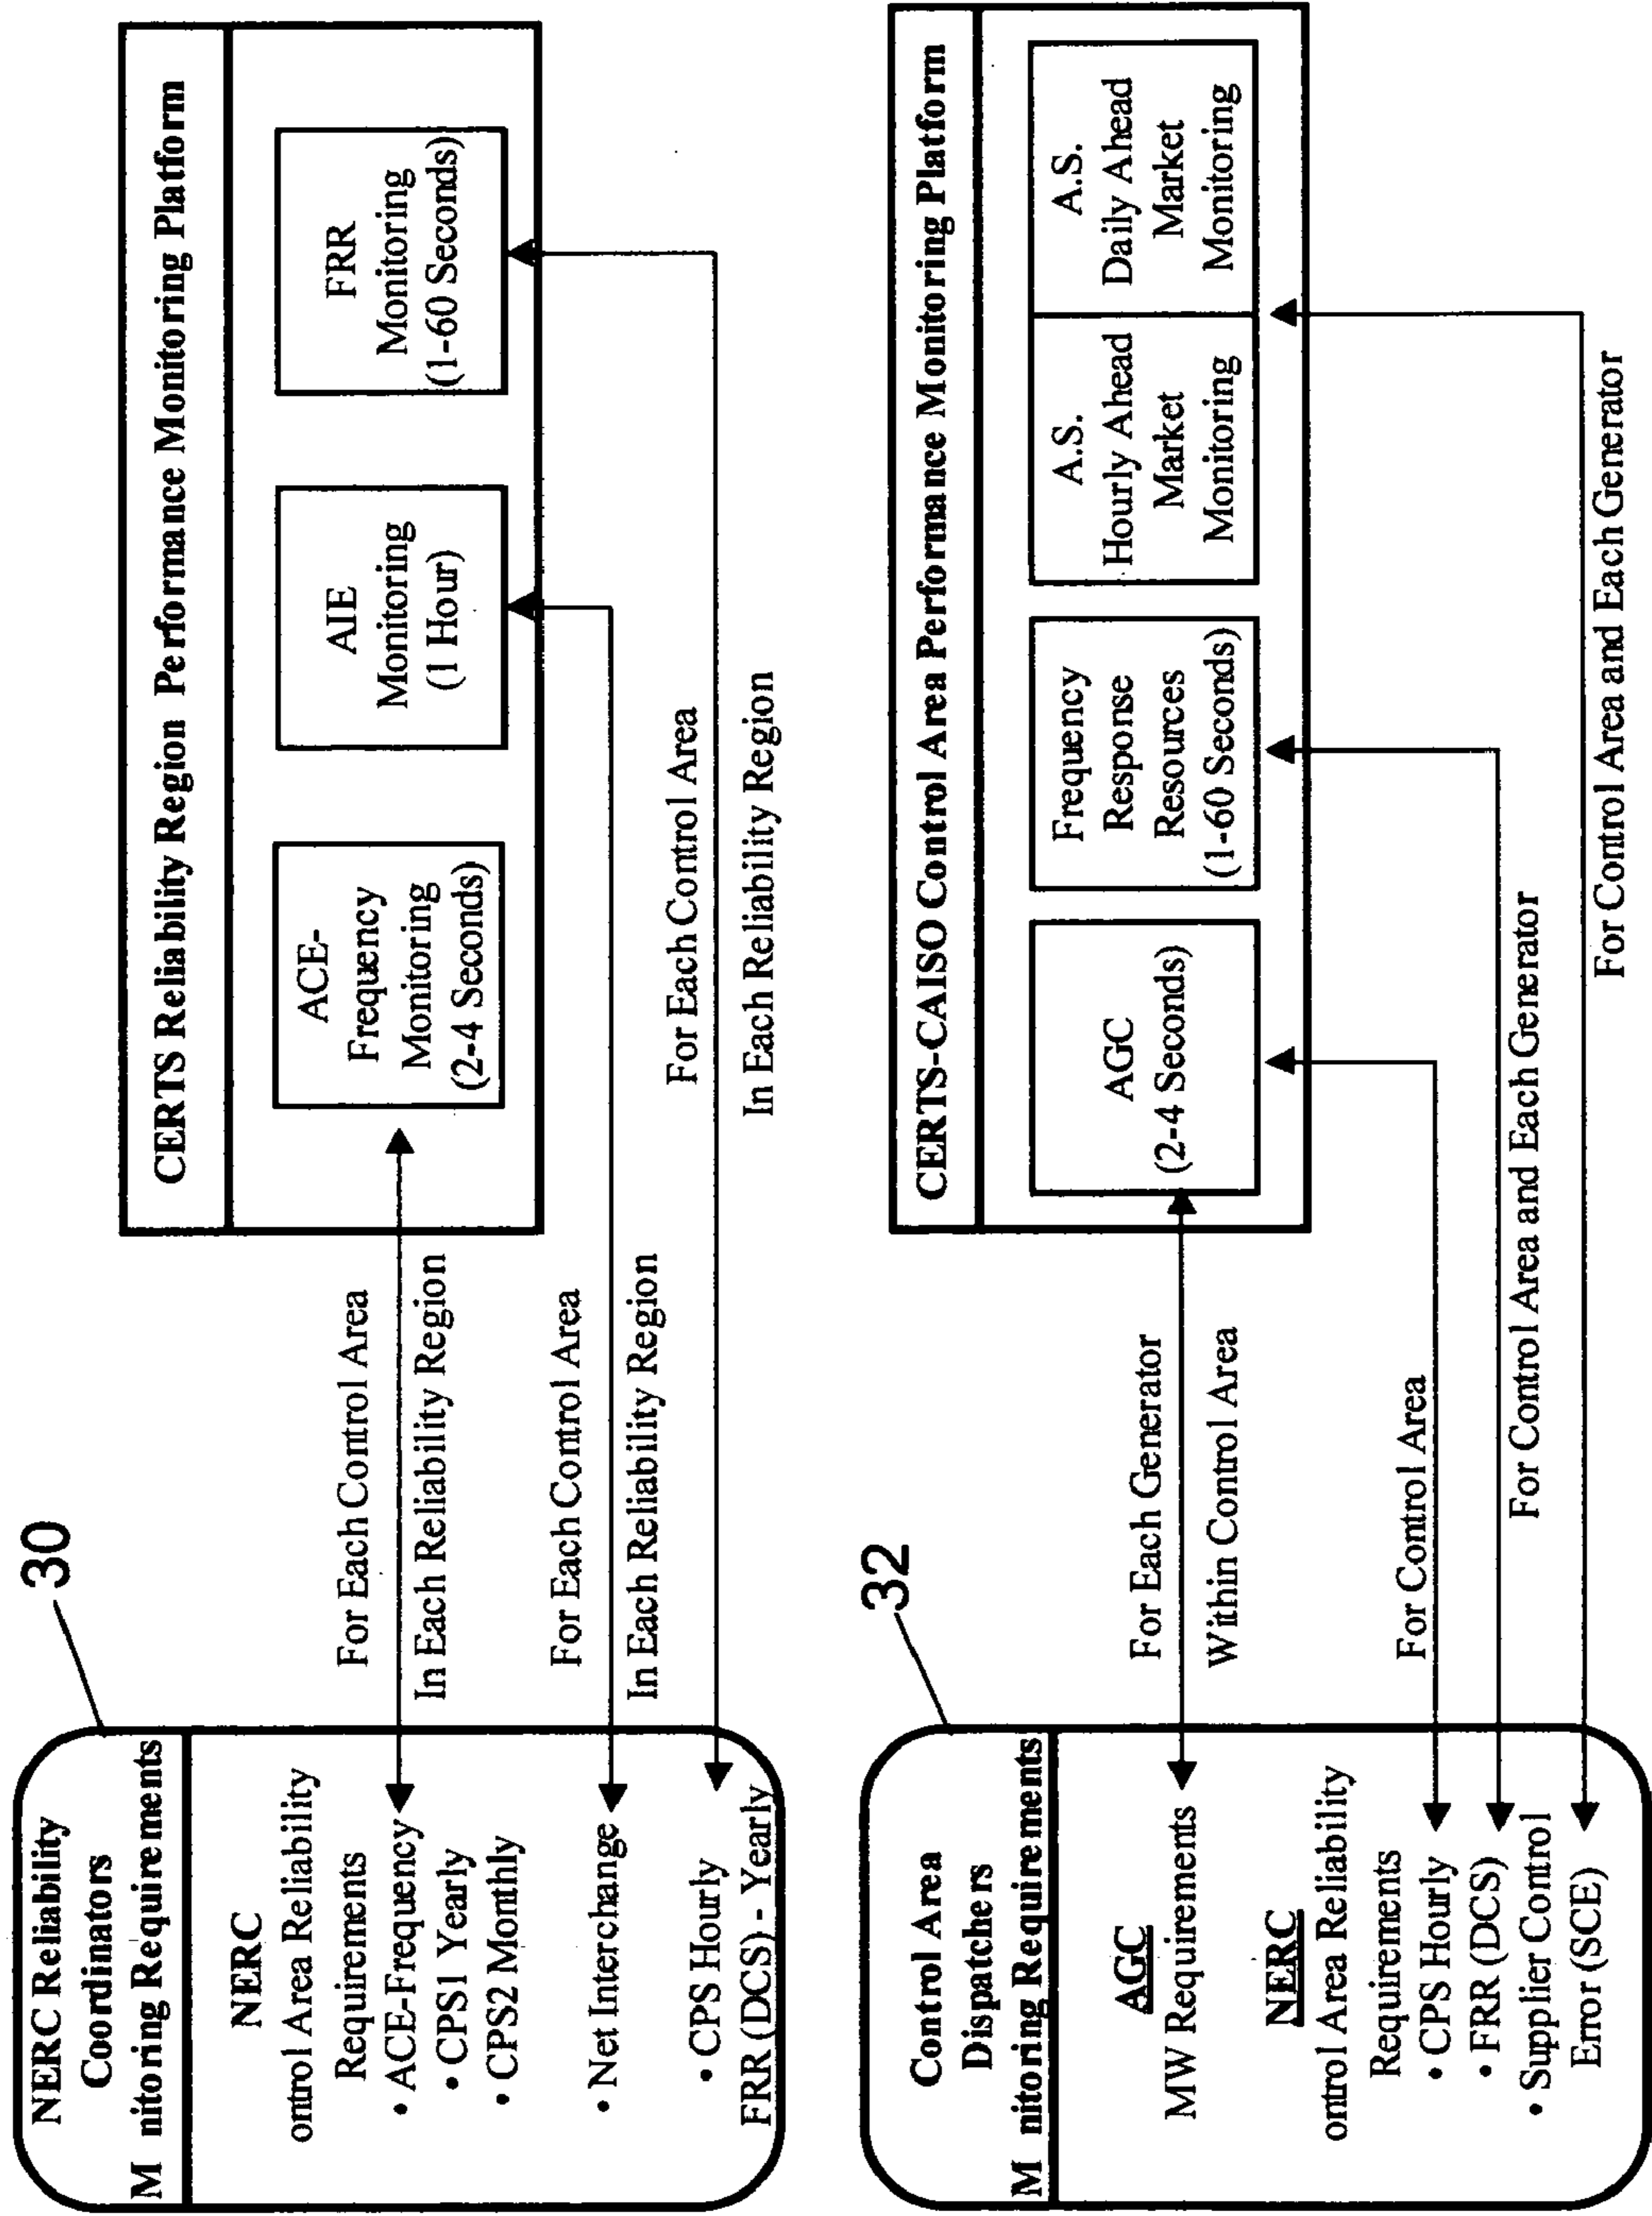 30
NERC Reliability
Coordinators
M nitoring Requirements
NERC
ontrol Area Reliability
Requirements
• ACE-Frequency
• CPS1 Yearly
• CPS2 Monthly
• Net Interchange
• CPS Hourly
FRR (DCS) - Yearly
For Each Control Area
In Each Reliability Region
For Each Control Area
In Each Reliability Region
For Each Control Area
In Each Reliability Region
CERTS Reliability Region Performance Monitoring Platform
ACE-
Frequency
Monitoring
(2-4 Seconds)
AIE
Monitoring
(1 Hour)
FRR
Monitoring
(1-60 Seconds)
32
Control Area
Dispatchers
M nitoring Requirements
AGC
MW Requirements
NERC
ontrol Area Reliability
Requirements
• CPS Hourly
• FRR (DCS)
• Supplier Control
Error (SCE)
For Each Generator
Within Control Area
For Control Area
For Control Area and Each Generator
For Control Area and Each Generator
CERTS-CAISO Control Area Performance Monitoring Platform
AGC
(2-4 Seconds)
Frequency
Response
Resources
(1-60 Seconds)
A.S.
Hourly Ahead
Market
Monitoring
A.S.
Daily Ahead
Market
Monitoring